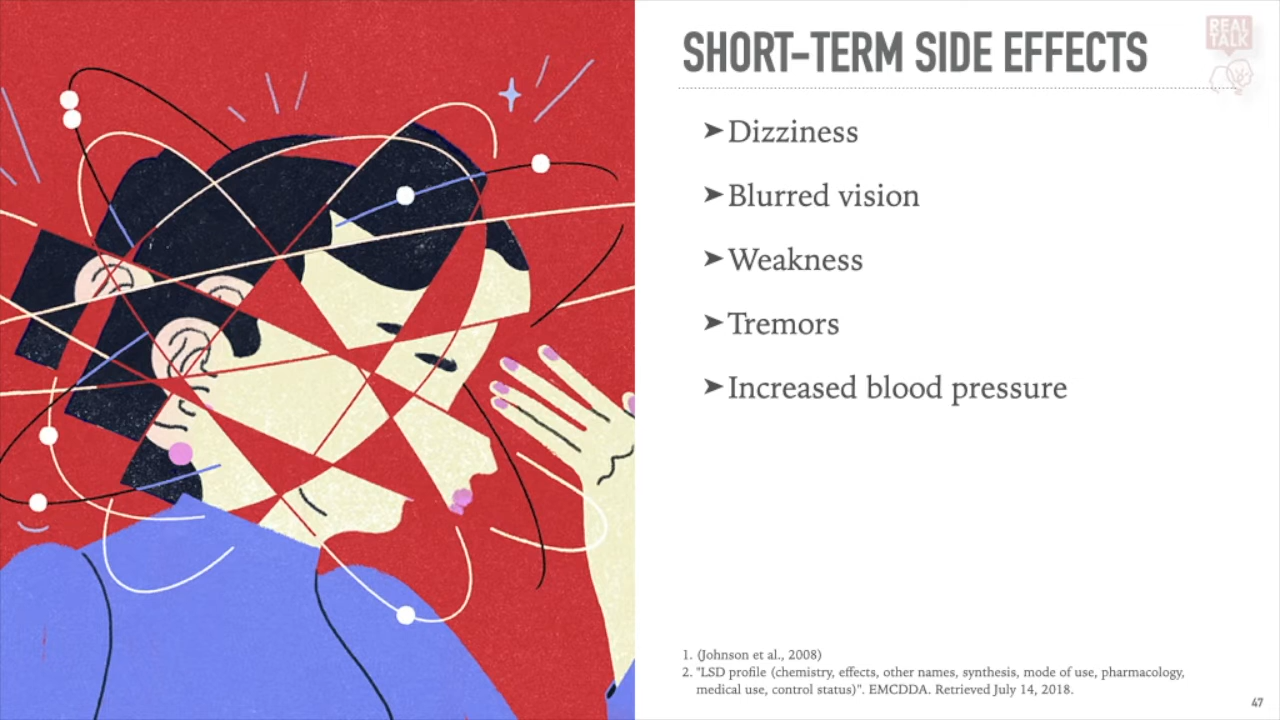 SHORT-TERM SIDE EFFECTS
REAL
TALK
➤ Dizziness
➤ Blurred vision
➤ Weakness
➤ Tremors
➤ Increased blood pressure
1. (Johnson et al., 2008)
2. "LSD profile (chemistry, effects, other names, synthesis, mode of use, pharmacology,
medical use, control status)". EMCDDA. Retrieved July 14, 2018.
47